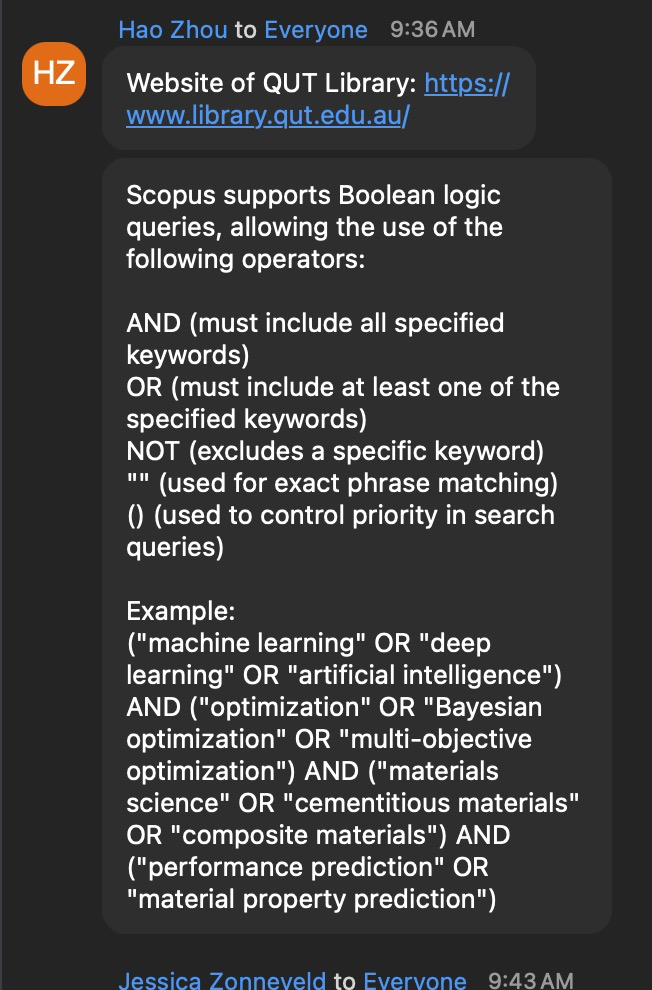 Hao Zhou to Everyone 9:36 AM
HZ
Website of QUT Library: https://
www.library.qut.edu.au/
Scopus supports Boolean logic
queries, allowing the use of the
following operators:
AND (must include all specified
keywords)
OR (must include at least one of the
specified keywords)
NOT (excludes a specific keyword)
"" (used for exact phrase matching)
() (used to control priority in search
queries)
Example:
("machine learning" OR "deep
learning" OR "artificial intelligence")
AND ("optimization" OR "Bayesian
optimization" OR "multi-objective
optimization") AND ("materials
science" OR "cementitious materials"
OR "composite materials") AND
("performance prediction" OR
"material property prediction")
Jessica Zonneveld to Everyone 9:43 AM